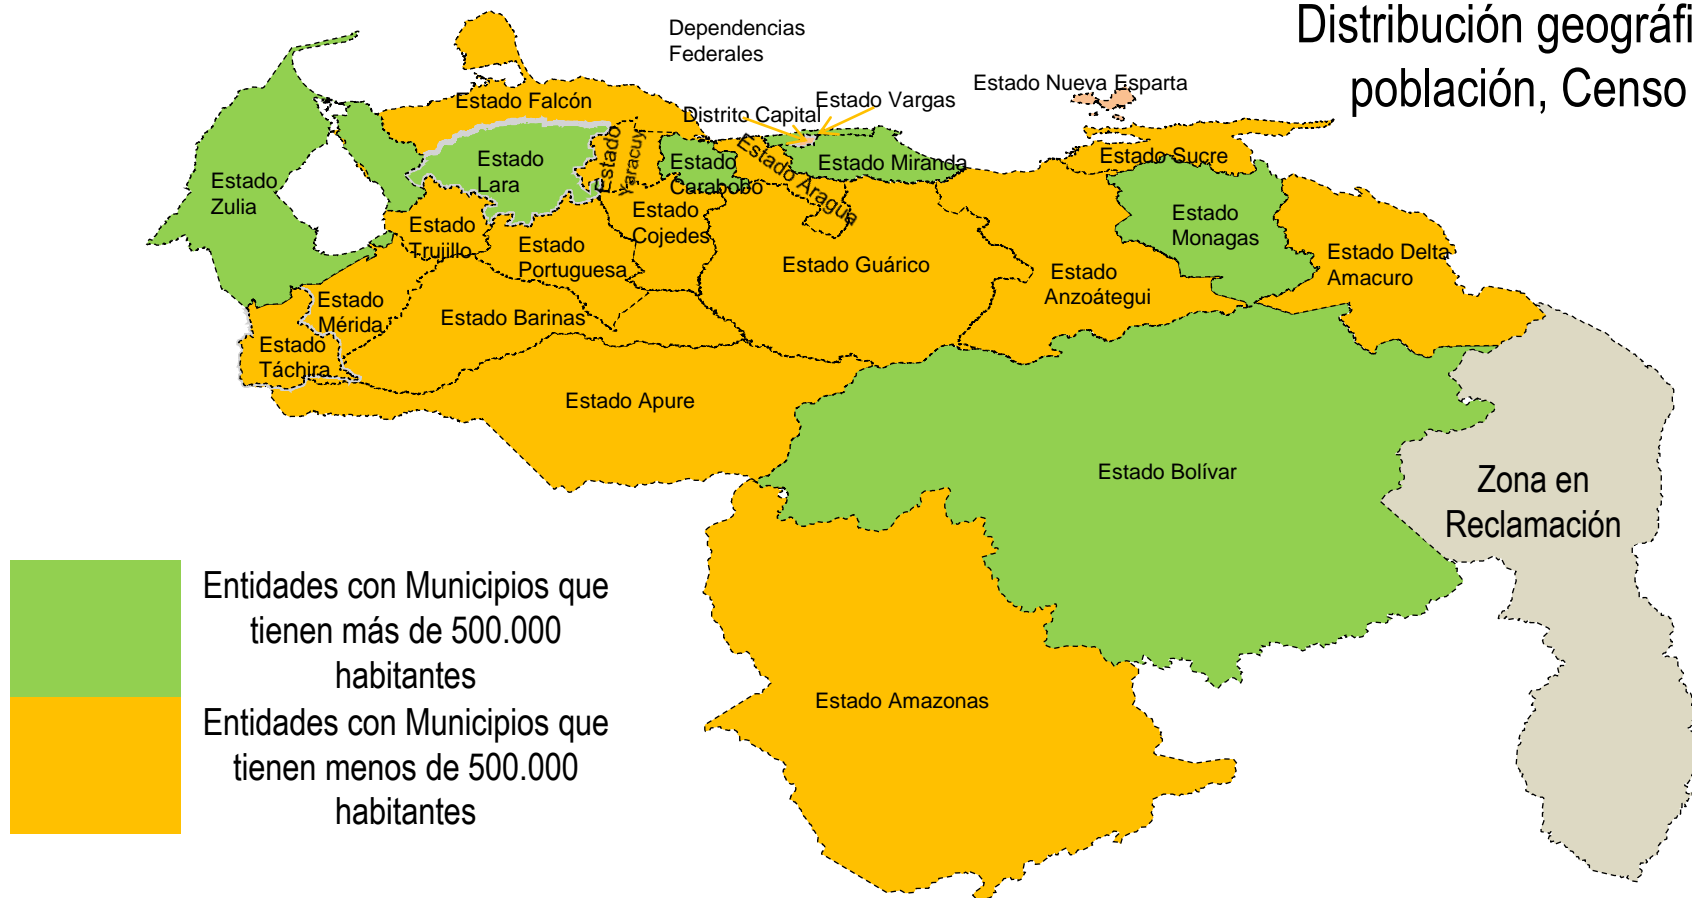 Distribución geográfi
población, Censo
Dependencias
Federales
Estado Nueva Esparta
Estado Vargas
Distrito Capital
Estado Falcón
Estado
Yaracuy
Estado
Lara
Estado
Carabobo
Estado Aragua
Estado Miranda
Estado Sucre
Estado
Zulia
Estado
Trujillo
Estado
Portuguesa
Estado
Cojedes
Estado Guárico
Estado
Anzoátegui
Estado
Monagas
Estado Delta
Amacuro
Estado
Mérida
Estado Barinas
Estado
Táchira
Estado Apure
Estado Bolívar
Zona en
Reclamación
Estado Amazonas
Entidades con Municipios que
tienen más de 500.000
habitantes
Entidades con Municipios que
tienen menos de 500.000
habitantes